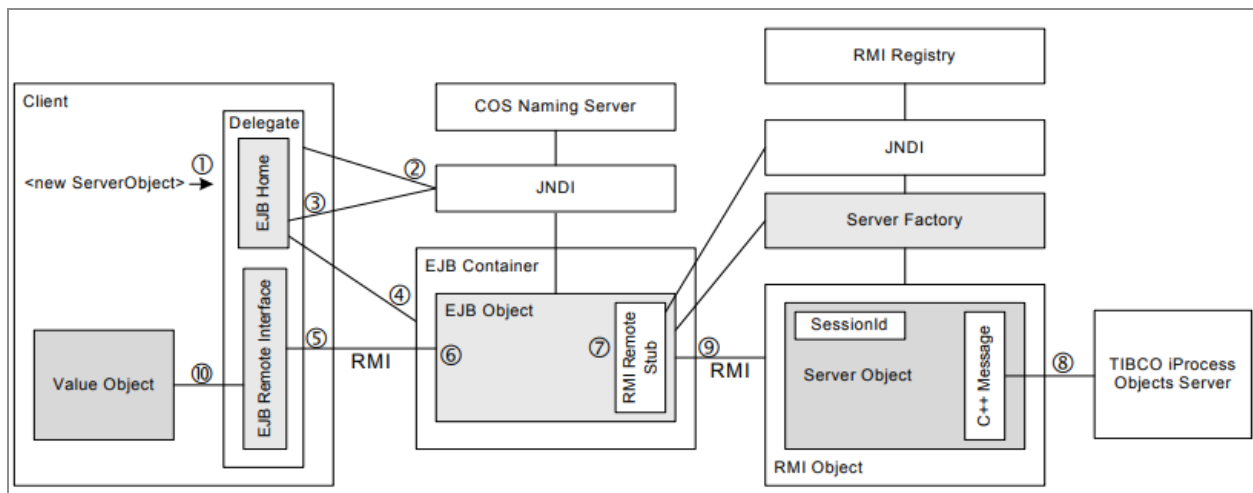 Client
Delegate
①
<new ServerObject>
EJB Home
②
③
④
EJB Remote Interface
⑤
RMI
Value Object
⑩
COS Naming Server
JNDI
EJB Container
EJB Object
⑥
⑦
RMI Remote
Stub
⑨
RMI
RMI Registry
JNDI
Server Factory
SessionId
Server Object
C++ Message
RMI Object
⑧
TIBCO iProcess
Objects Server